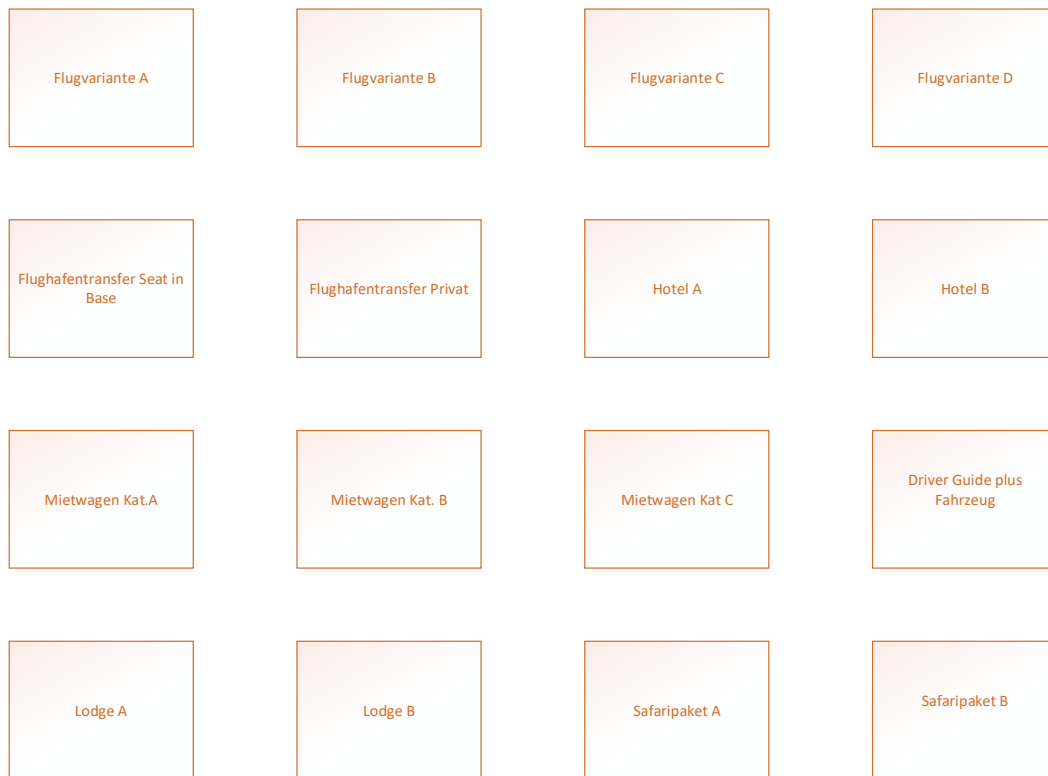 Flugvariante A
Flugvariante B
Flugvariante C
Flugvariante D
Flughafentransfer Seat in
Base
Flughafentransfer Privat
Hotel A
Hotel B
Mietwagen Kat.A
Mietwagen Kat. B
Mietwagen Kat C
Driver Guide plus
Fahrzeug
Lodge A
Lodge B
Safaripaket A
Safaripaket B